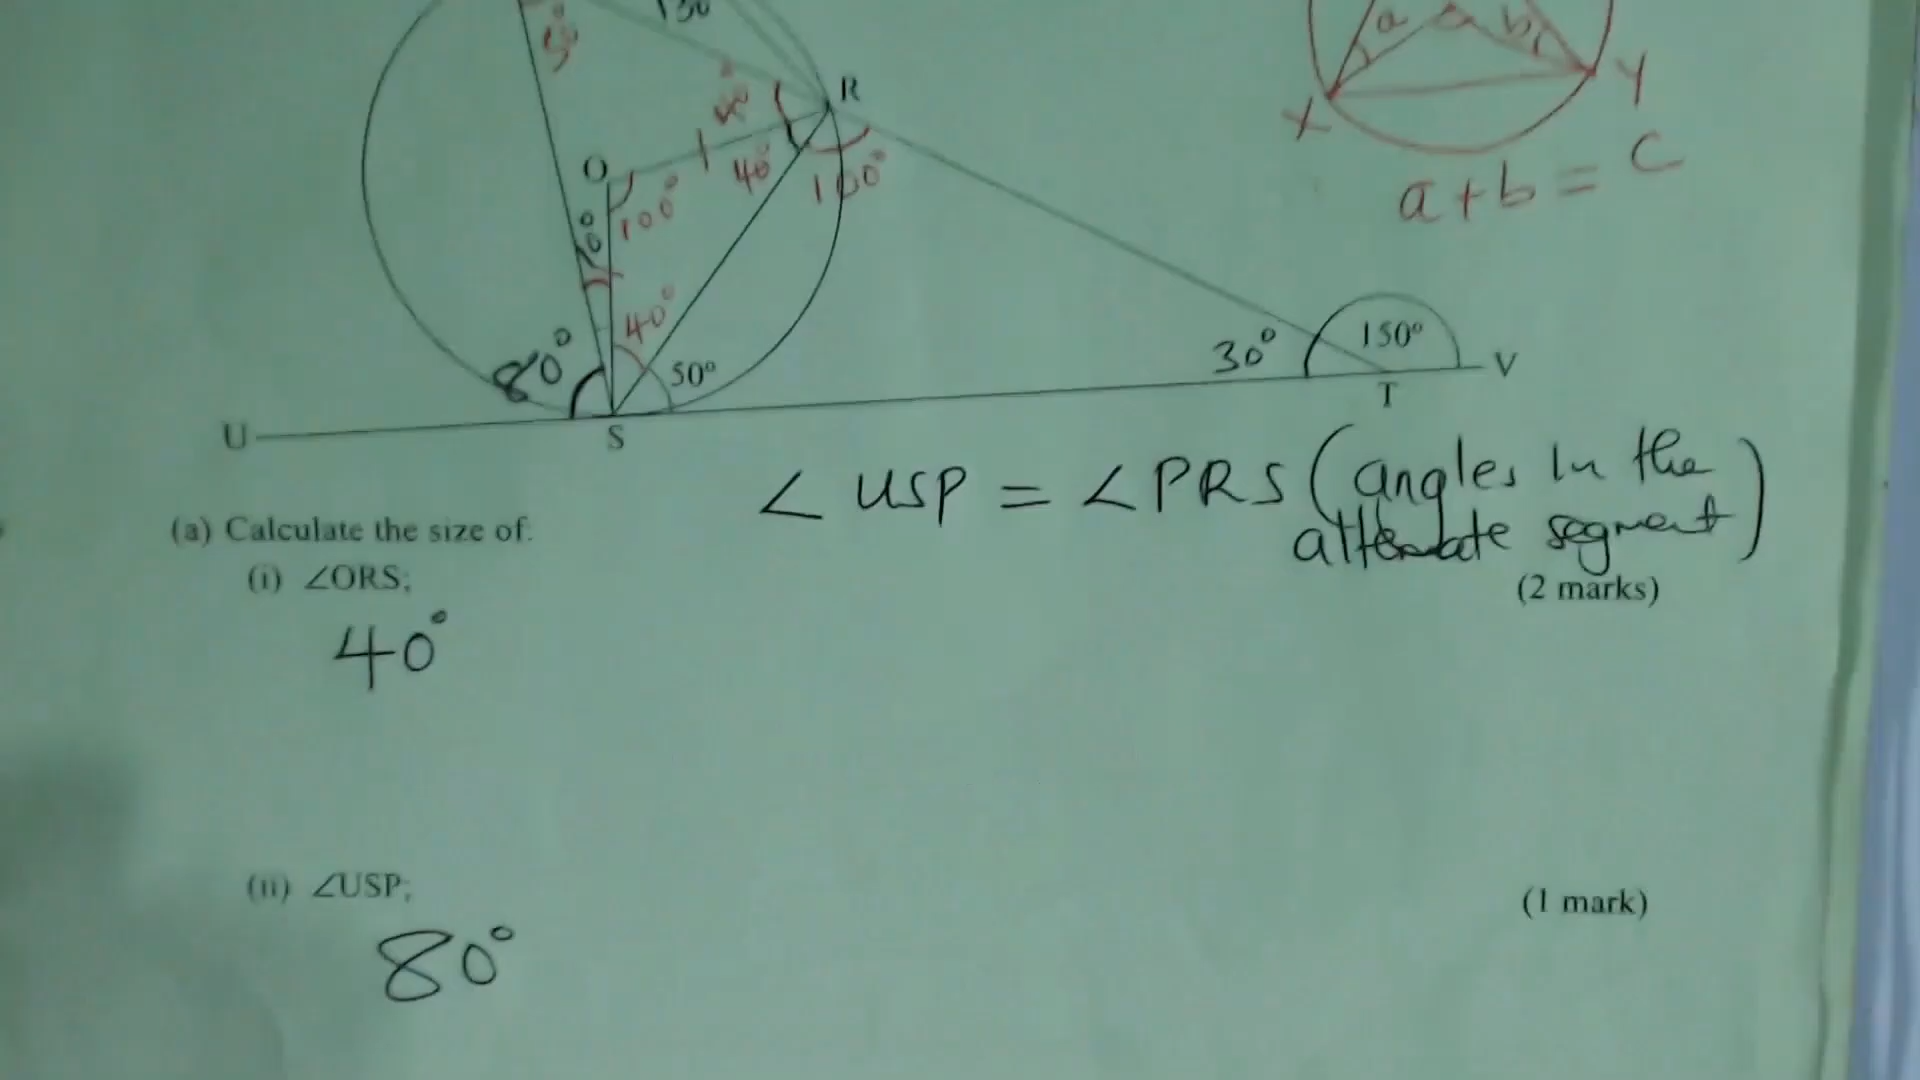 R
a
b
X
Y
O
40°
100°
100°
a + b = C
10°
40°
80°
50°
30°
150°
V
T
U
S
∠ USP = ∠PRS (angles in the
alternate segment)
(a) Calculate the size of:
(i) ∠ORS;
(2 marks)
40°
(ii) ∠USP;
(1 mark)
80°